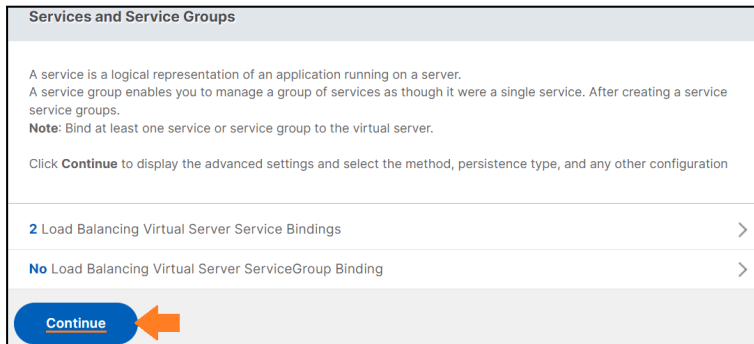 Services and Service Groups
A service is a logical representation of an application running on a server.
A service group enables you to manage a group of services as though it were a single service. After creating a service
service groups.
Note: Bind at least one service or service group to the virtual server.
Click Continue to display the advanced settings and select the method, persistence type, and any other configuration
2 Load Balancing Virtual Server Service Bindings
No Load Balancing Virtual Server ServiceGroup Binding
Continue